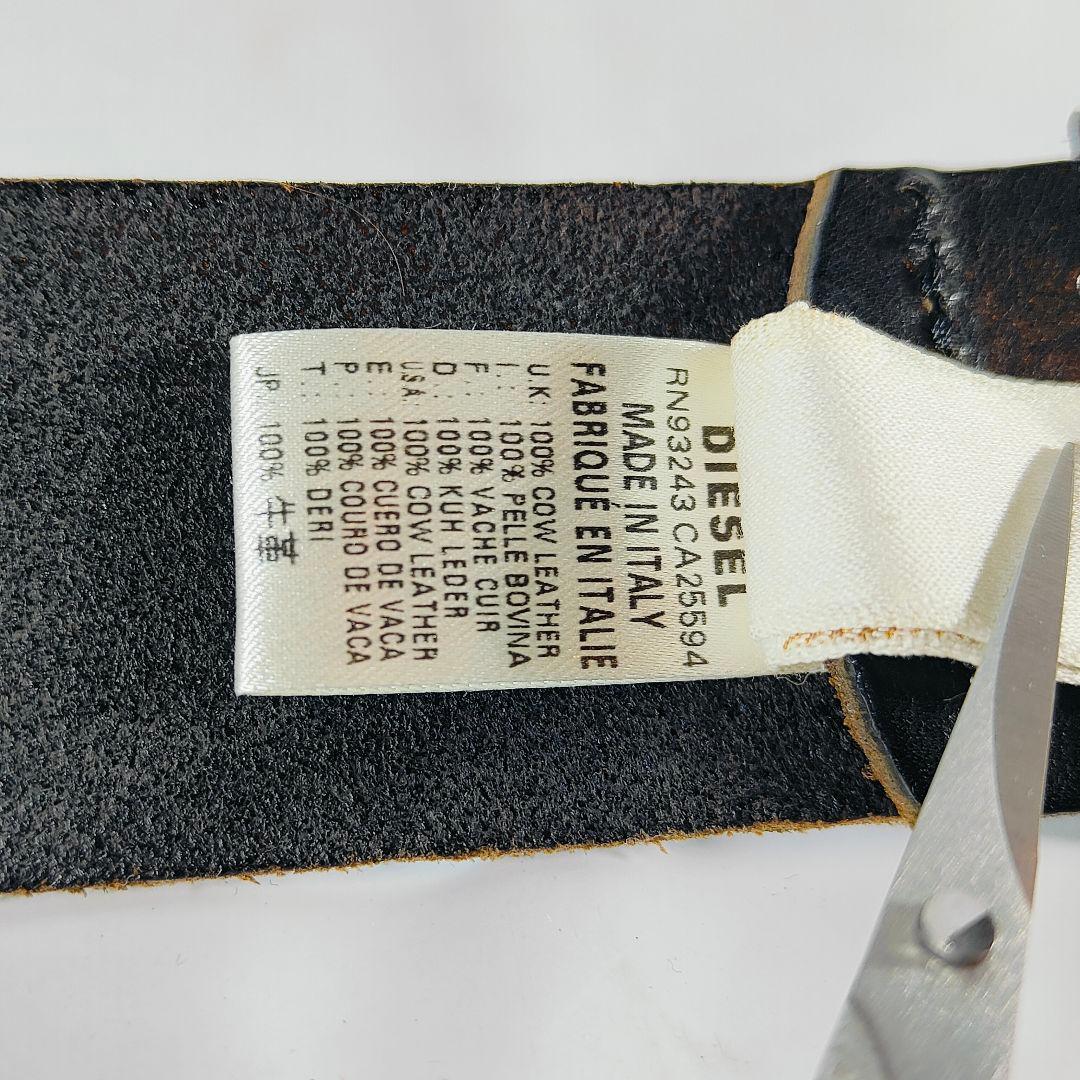 DIESEL
RN93243 CA25594
MADE IN ITALY
FABRIQUÉ EN ITALIE
U.K: 100% COW LEATHER
I.: 100% PELLE BOVINA
F.: 100% VACHE CUIR
D.: 100% KUH LEDER
USA: 100% COW LEATHER
E.: 100% CUERO DE VACA
P.: 100% COURO DE VACA
T.: 100% DERI
JP 100% 牛革